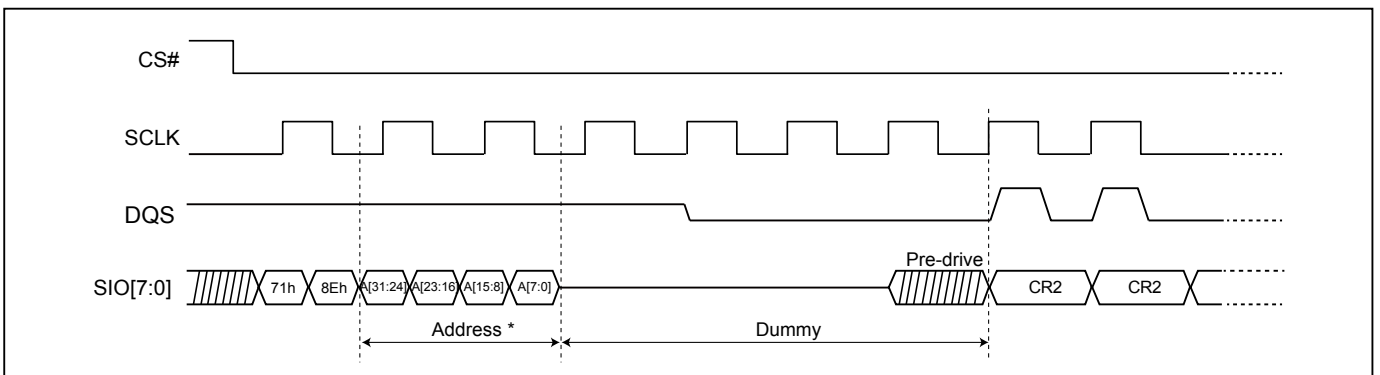 CS#
SCLK
DQS
Pre-drive
SIO[7:0] 71h 8Eh A[31:24] A[23:16] A[15:8] A[7:0] CR2 CR2
Address * Dummy